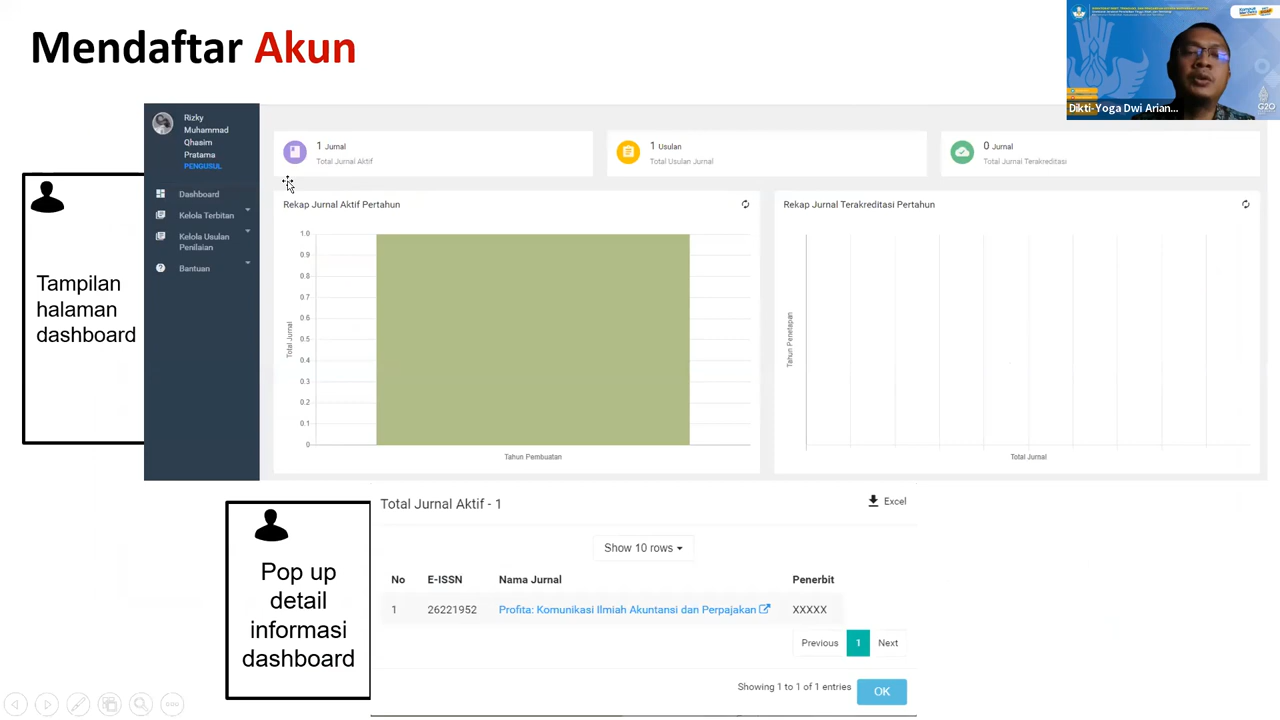 Mendaftar Akun
Dikti-Yoga Dwi Arian...
G20
Rizky
Muhammad
Qhasim
Pratama
PENGUSUL
Dashboard
Kelola Terbitan
Kelola Usulan
Penilaian
Bantuan
1 Jurnal
Total Jurnal Aktif
1 Usulan
Total Usulan Jurnal
0 Jurnal
Total Jurnal Terakreditasi
Tampilan
halaman
dashboard
Rekap Jurnal Aktif Pertahun
1.0
0.9
0.8
0.7
0.6
0.5
0.4
0.3
0.2
0.1
0
Total Jurnal
Tahun Pembuatan
Rekap Jurnal Terakreditasi Pertahun
Tahun Penetapan
Total Jurnal
Pop up
detail
informasi
dashboard
Total Jurnal Aktif - 1
Excel
Show 10 rows
No E-ISSN Nama Jurnal Penerbit
1 26221952 Profita: Komunikasi Ilmiah Akuntansi dan Perpajakan XXXXX
Previous 1 Next
Showing 1 to 1 of 1 entries
OK